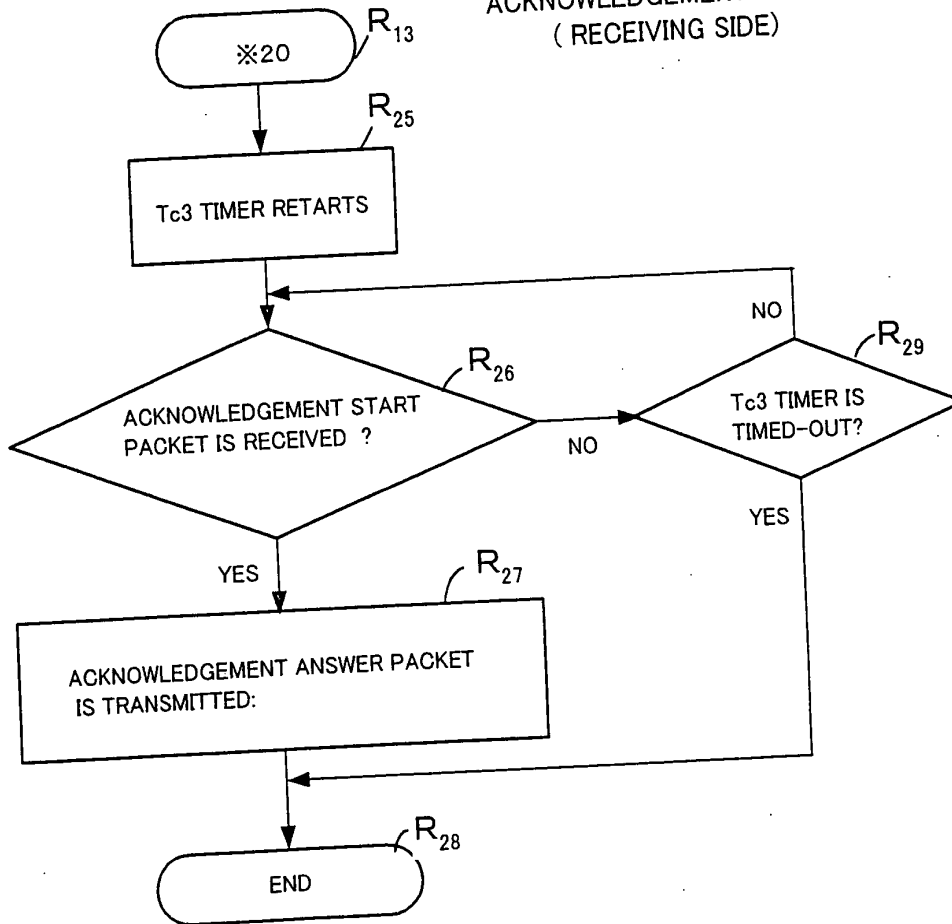 ACKNOWLEDGEMENT
( RECEIVING SIDE)
※20
R13
R25
Tc3 TIMER RETARTS
NO
R29
R26
ACKNOWLEDGEMENT START
PACKET IS RECEIVED ?
Tc3 TIMER IS
TIMED-OUT?
NO
YES
YES
R27
ACKNOWLEDGEMENT ANSWER PACKET
IS TRANSMITTED:
R28
END